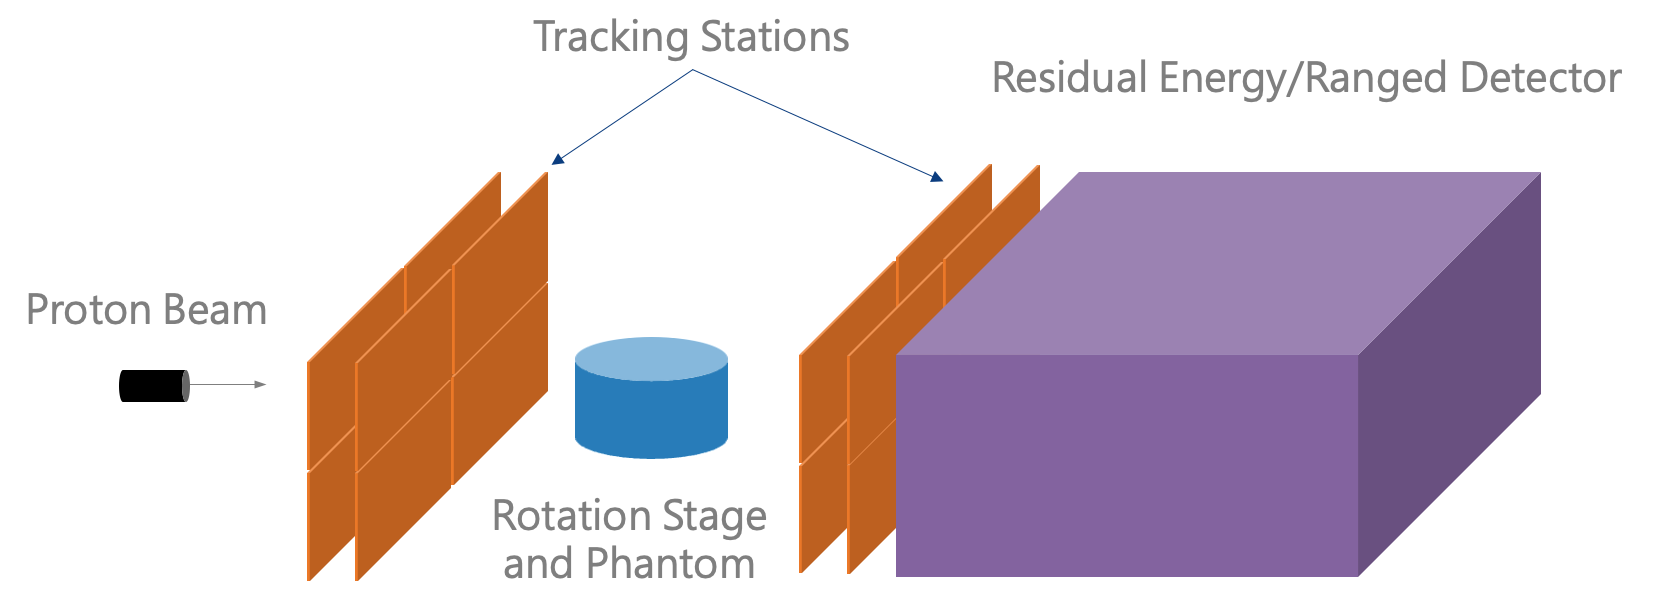 Tracking Stations
Residual Energy/Ranged Detector
Proton Beam
Rotation Stage
and Phantom